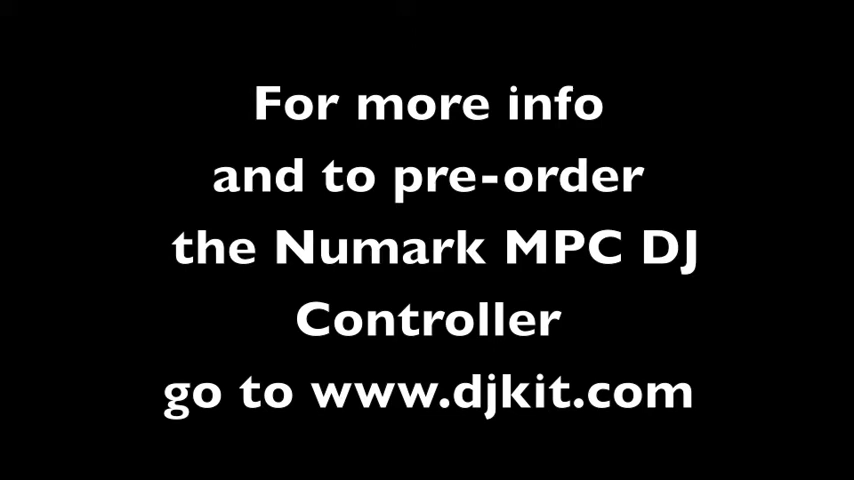 For more info
and to pre-order
the Numark MPC DJ
Controller
go to www.djkit.com